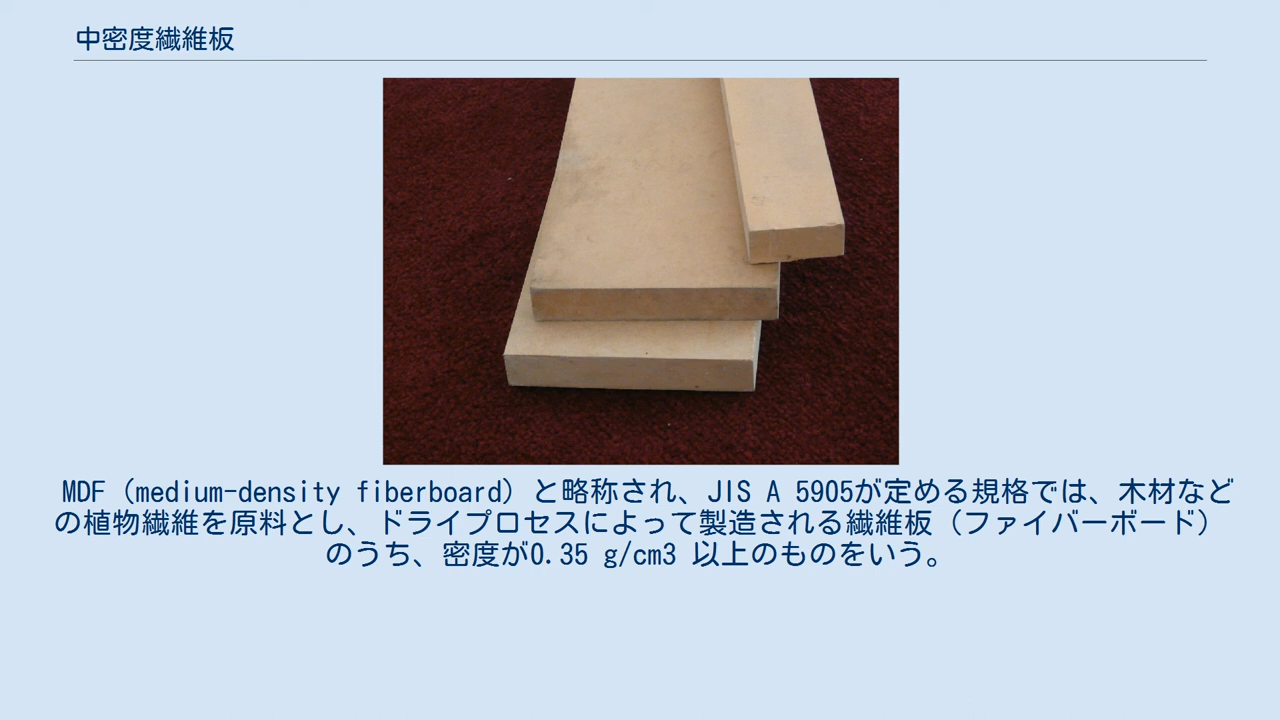 中密度繊維板
MDF（medium-density fiberboard）と略称され、JIS A 5905が定める規格では、木材など
の植物繊維を原料とし、ドライプロセスによって製造される繊維板（ファイバーボード）
のうち、密度が0.35 g/cm3 以上のものをいう。